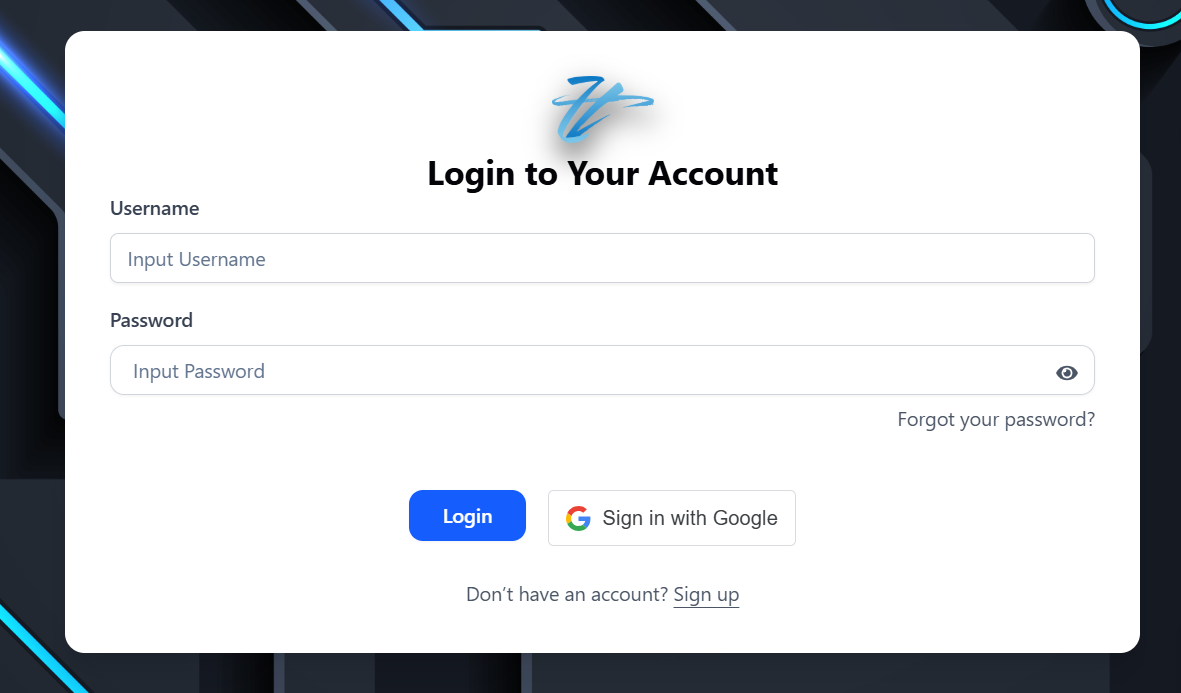 Login to Your Account
Username
Input Username
Password
Input Password
Forgot your password?
Login
Sign in with Google
Don’t have an account? Sign up